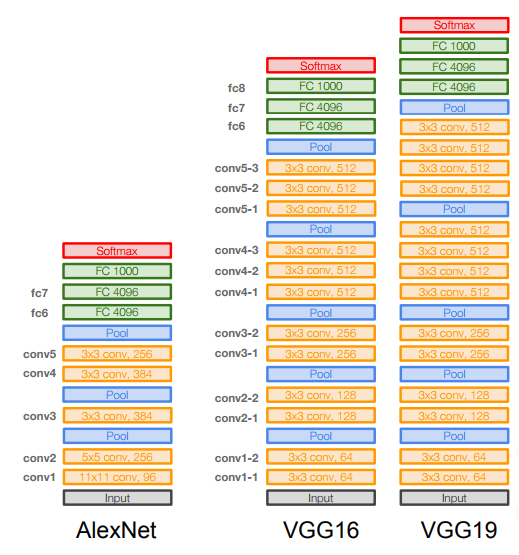 Softmax
FC 1000
fc7 FC 4096
fc6 FC 4096
Pool
conv5 3x3 conv, 256
conv4 3x3 conv, 384
Pool
conv3 3x3 conv, 384
Pool
conv2 5x5 conv, 256
conv1 11x11 conv, 96
Input
AlexNet
Softmax
fc8 FC 1000
fc7 FC 4096
fc6 FC 4096
Pool
conv5-3 3x3 conv, 512
conv5-2 3x3 conv, 512
conv5-1 3x3 conv, 512
Pool
conv4-3 3x3 conv, 512
conv4-2 3x3 conv, 512
conv4-1 3x3 conv, 512
Pool
conv3-2 3x3 conv, 256
conv3-1 3x3 conv, 256
Pool
conv2-2 3x3 conv, 128
conv2-1 3x3 conv, 128
Pool
conv1-2 3x3 conv, 64
conv1-1 3x3 conv, 64
Input
VGG16
Softmax
FC 1000
FC 4096
FC 4096
Pool
3x3 conv, 512
3x3 conv, 512
3x3 conv, 512
3x3 conv, 512
Pool
3x3 conv, 512
3x3 conv, 512
3x3 conv, 512
3x3 conv, 512
Pool
3x3 conv, 256
3x3 conv, 256
Pool
3x3 conv, 128
3x3 conv, 128
Pool
3x3 conv, 64
3x3 conv, 64
Input
VGG19